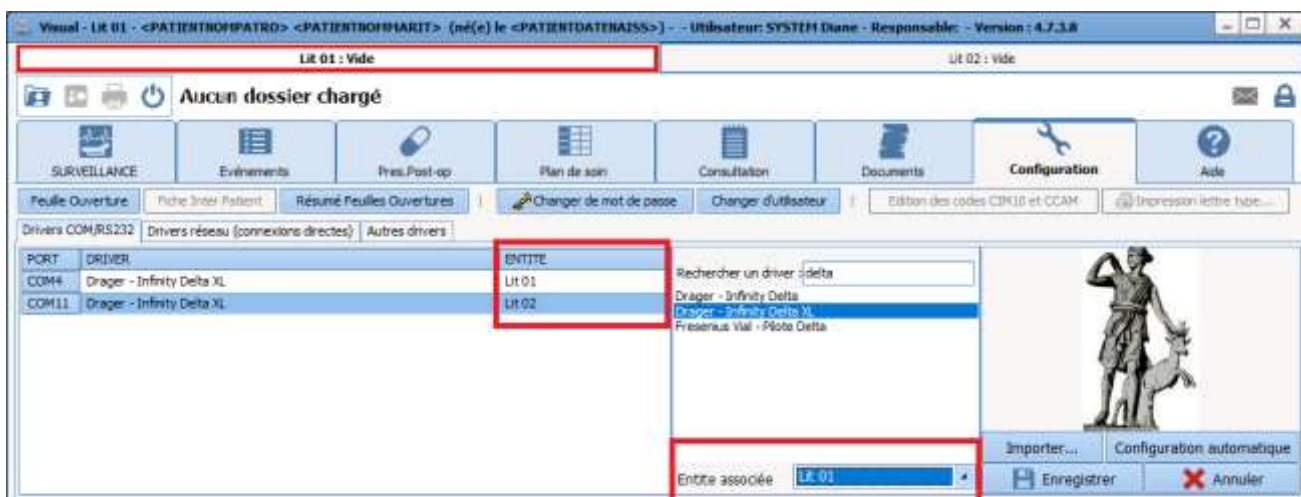 Visual - Lit 01 - <PATIENTNOMPATRO> <PATIENTNOMMARIT> (né(e) le <PATIENTDATENAISS>) - - Utilisateur: SYSTEM Diane - Responsable: - Version : 4.7.3.8
Lit 01 : Vide Lit 02 : Vide
Aucun dossier chargé
SURVEILLANCE Evénements Pres.Post-op Plan de soin Consultation Documents Configuration Aide
Feuille Ouverture Fiche Inter Patient Résumé Feuilles Ouvertures Changer de mot de passe Changer d'utilisateur Edition des codes CIM10 et CCAM Impression lettre type...
Drivers COM/RS232 Drivers réseau (connexions directes) Autres drivers
PORT DRIVER ENTITE
COM4 Drager - Infinity Delta XL Lit 01
COM11 Drager - Infinity Delta XL Lit 02
Rechercher un driver : delta
Drager - Infinity Delta
Drager - Infinity Delta XL
Fresenius Vial - Pilote Delta
Entite associée Lit 01
Importer... Configuration automatique
Enregistrer Annuler